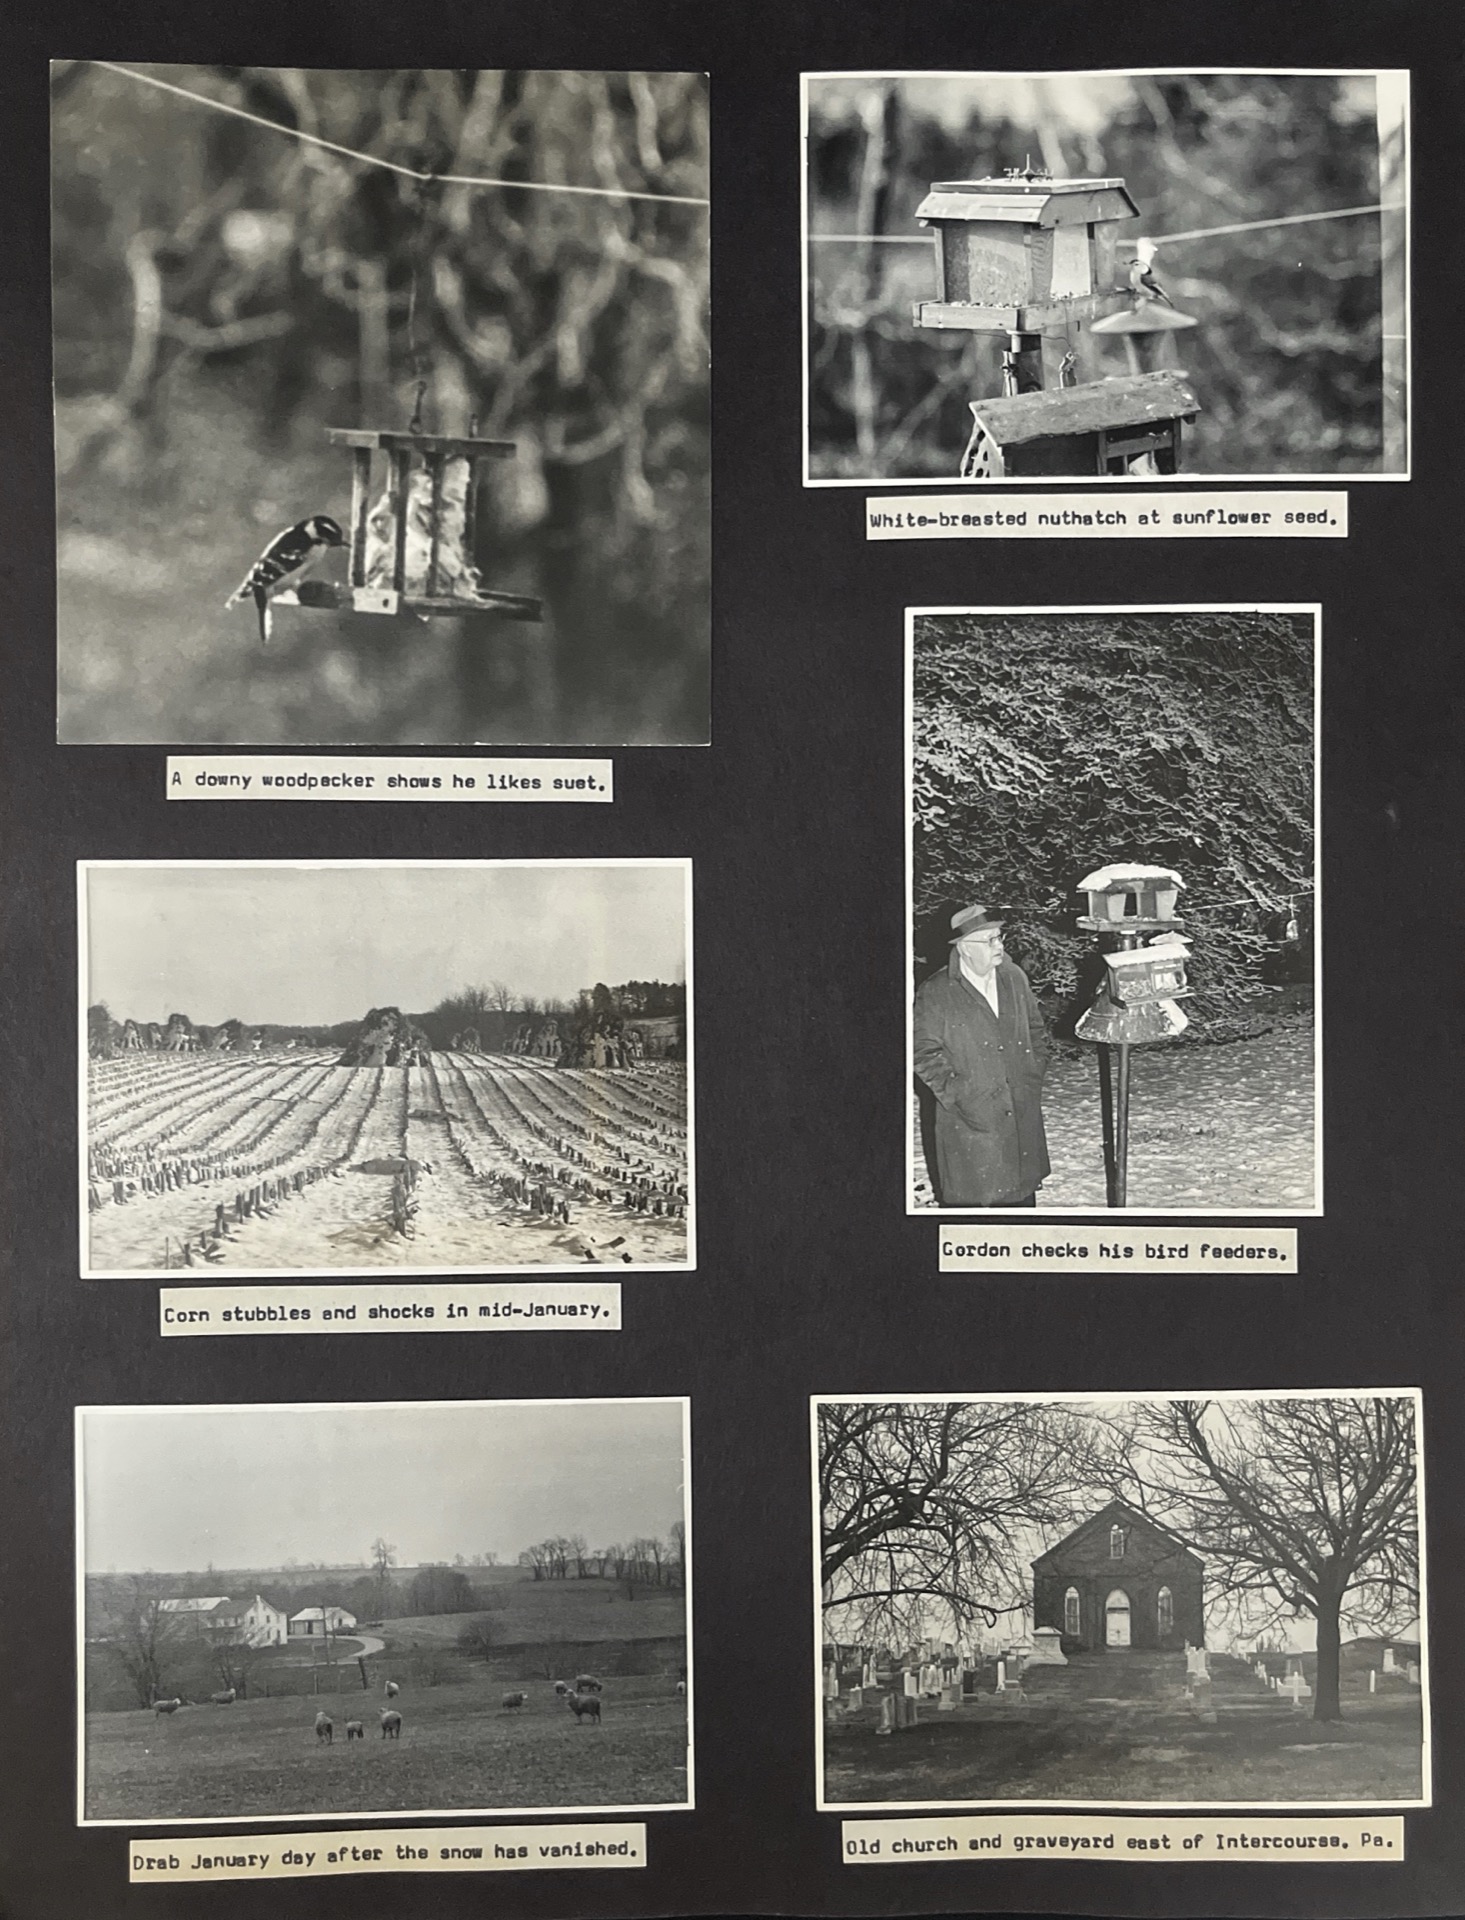 A downy woodpecker shows he likes suet.
White-breasted nuthatch at sunflower seed.
Corn stubbles and shocks in mid-January.
Gordon checks his bird feeders.
Drab January day after the snow has vanished.
Old church and graveyard east of Intercourse. Pa.